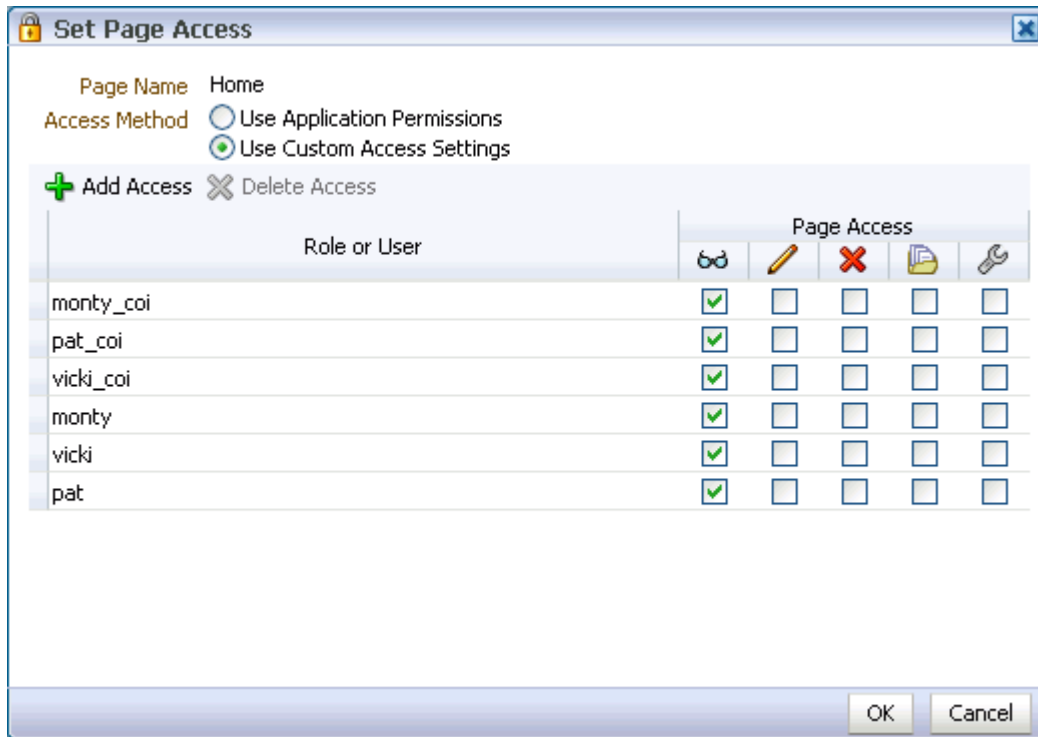 Set Page Access
Page Name Home
Access Method Use Application Permissions
Use Custom Access Settings
Add Access Delete Access
Role or User Page Access
monty_coi
pat_coi
vicki_coi
monty
vicki
pat
OK Cancel